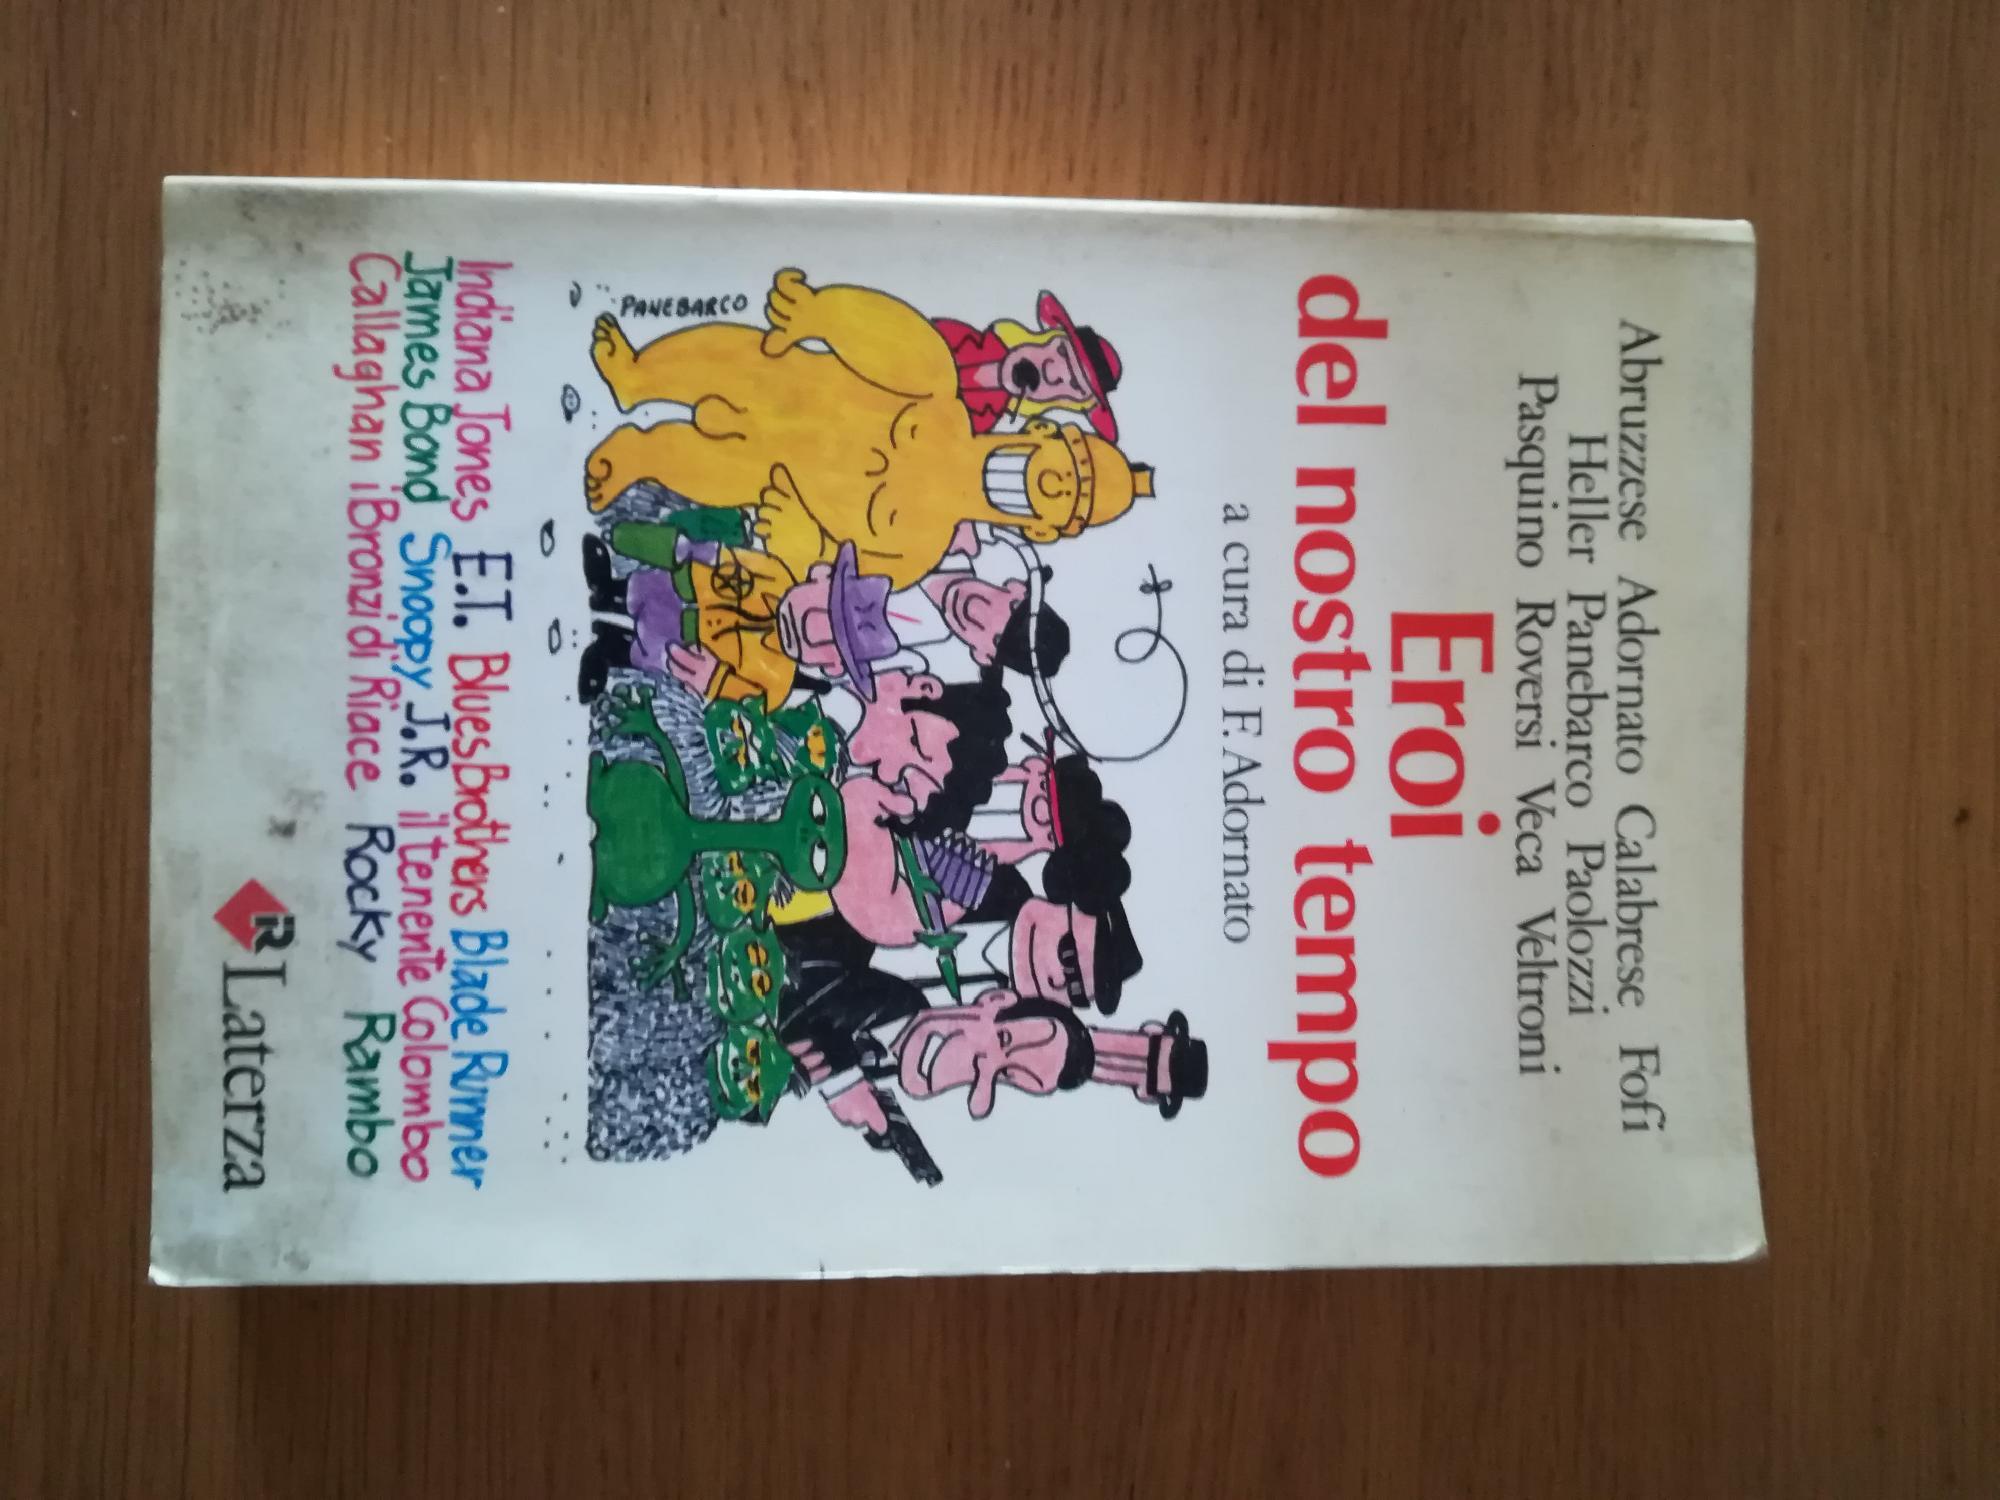 Abruzzese Adornato Calabrese Fofi
Heller Panebarco Paolozzi
Pasquino Roversi Veca Veltroni
Eroi
del nostro tempo
a cura di F. Adornato
PANEBARCO
Indiana Jones E.T. Blues Brothers Blade Runner
James Bond Snoopy J.R. il tenente Colombo
Callaghan i Bronzi di Riace Rocky Rambo
Laterza